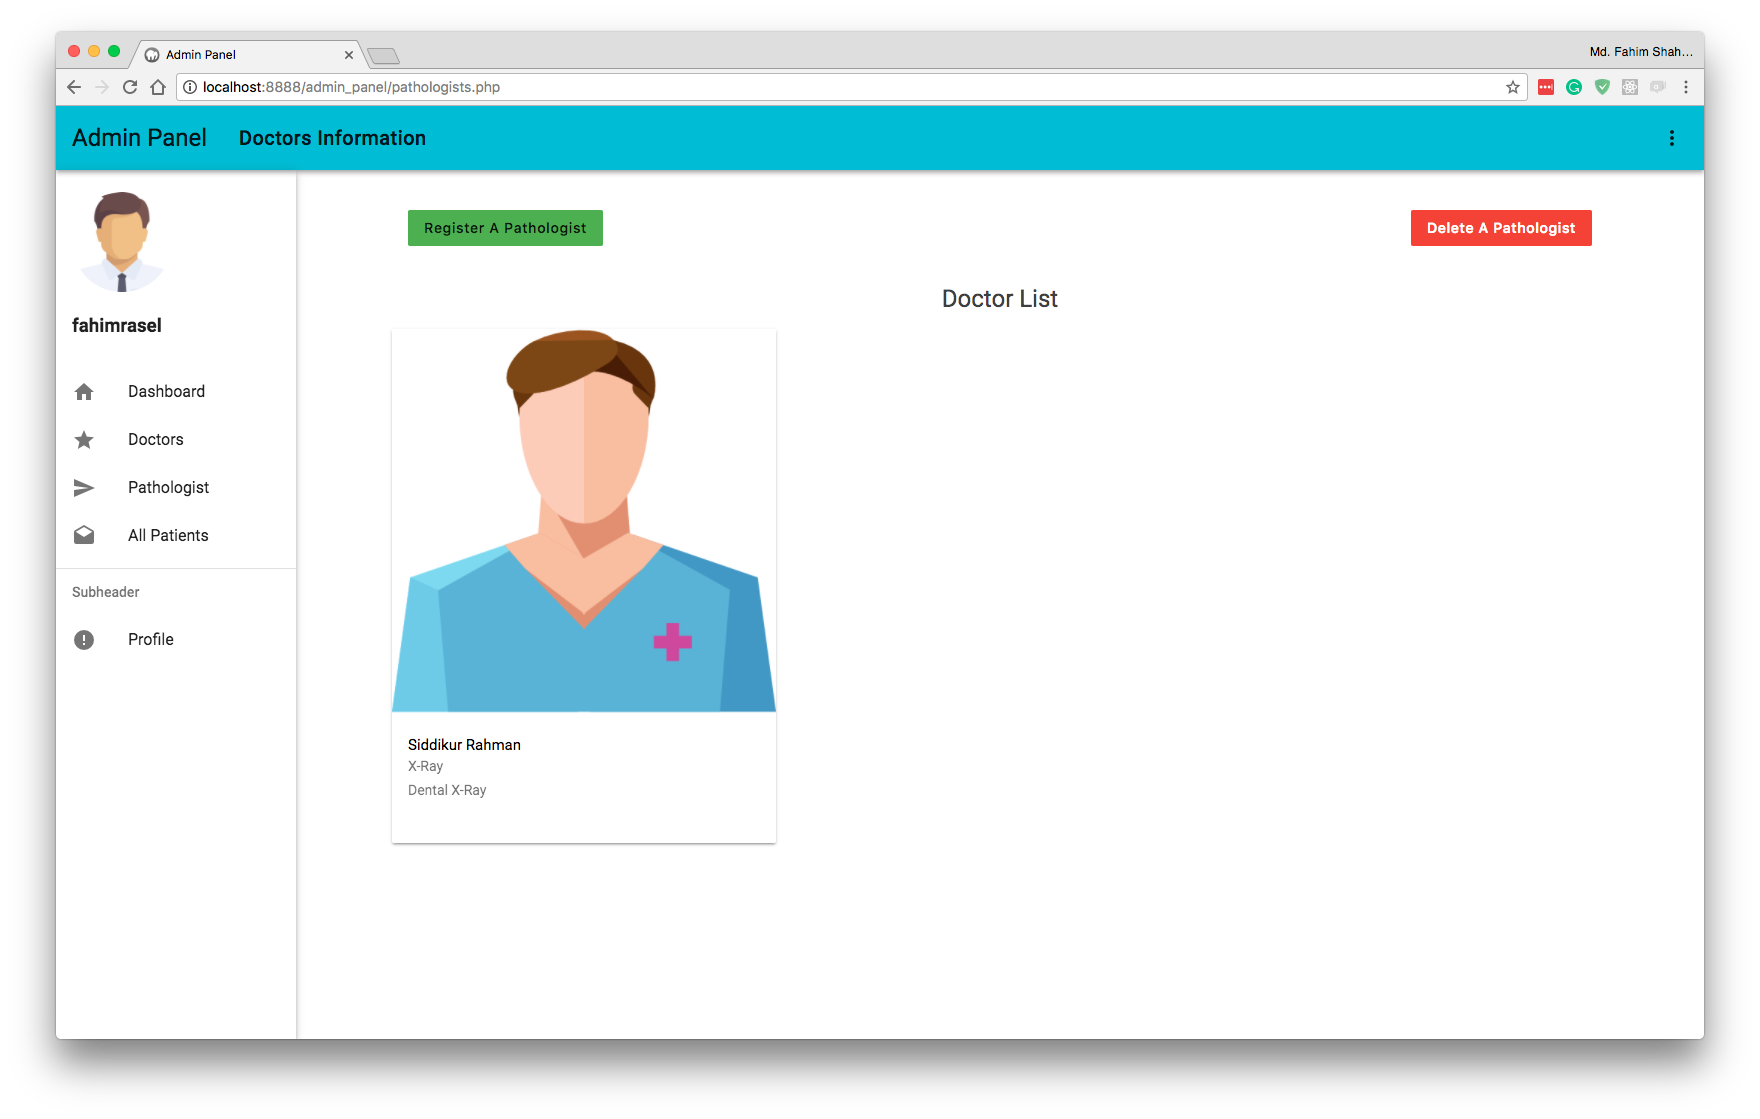 Admin Panel
Md. Fahim Shah...
localhost:8888/admin_panel/pathologists.php
Admin Panel
Doctors Information
fahimrasel
Dashboard
Doctors
Pathologist
All Patients
Subheader
Profile
Register A Pathologist
Delete A Pathologist
Doctor List
Siddikur Rahman
X-Ray
Dental X-Ray